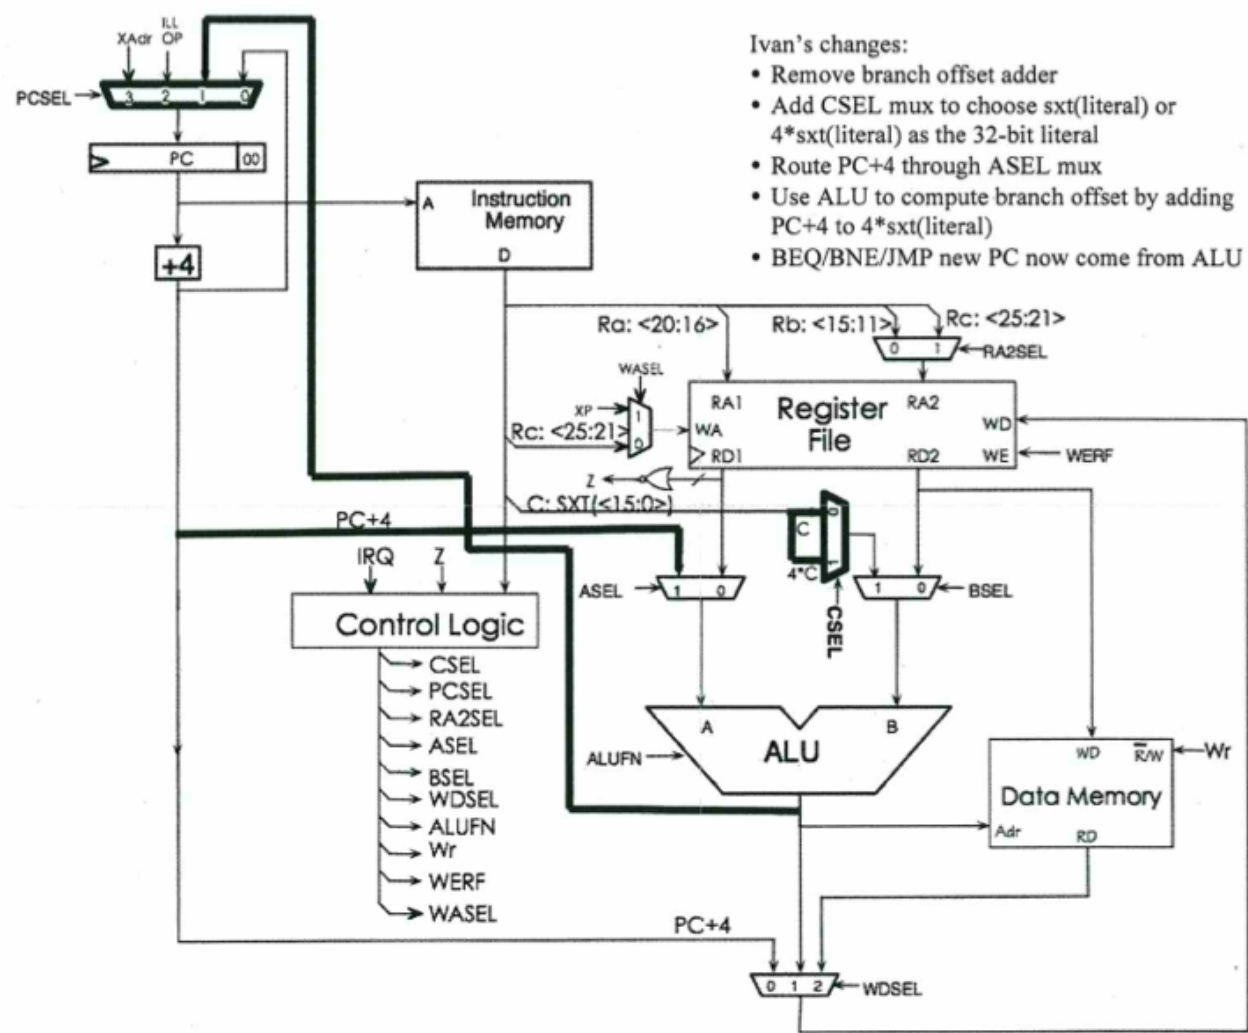 Ivan's changes:
• Remove branch offset adder
• Add CSEL mux to choose sxt(literal) or
4*sxt(literal) as the 32-bit literal
• Route PC+4 through ASEL mux
• Use ALU to compute branch offset by adding
PC+4 to 4*sxt(literal)
• BEQ/BNE/JMP new PC now come from ALU
XAdr
ILL
OP
PCSEL
3 2 1 0
PC
00
+4
A
Instruction
Memory
D
Ra: <20:16>
Rb: <15:11>
Rc: <25:21>
0 1
RA2SEL
WASEL
XP
1
Rc: <25:21>
0
RA1
RA2
Register
File
WA
WD
RD1
RD2
WE
WERF
Z
C: SXT(<15:0>)
PC+4
C
0
4*C
1
CSEL
IRQ
Z
ASEL
1 0
1 0
BSEL
Control Logic
CSEL
PCSEL
RA2SEL
ASEL
BSEL
WDSEL
ALUFN
Wr
WERF
WASEL
A
B
ALU
ALUFN
WD
R/W
Wr
Data Memory
Adr
RD
PC+4
0 1 2
WDSEL